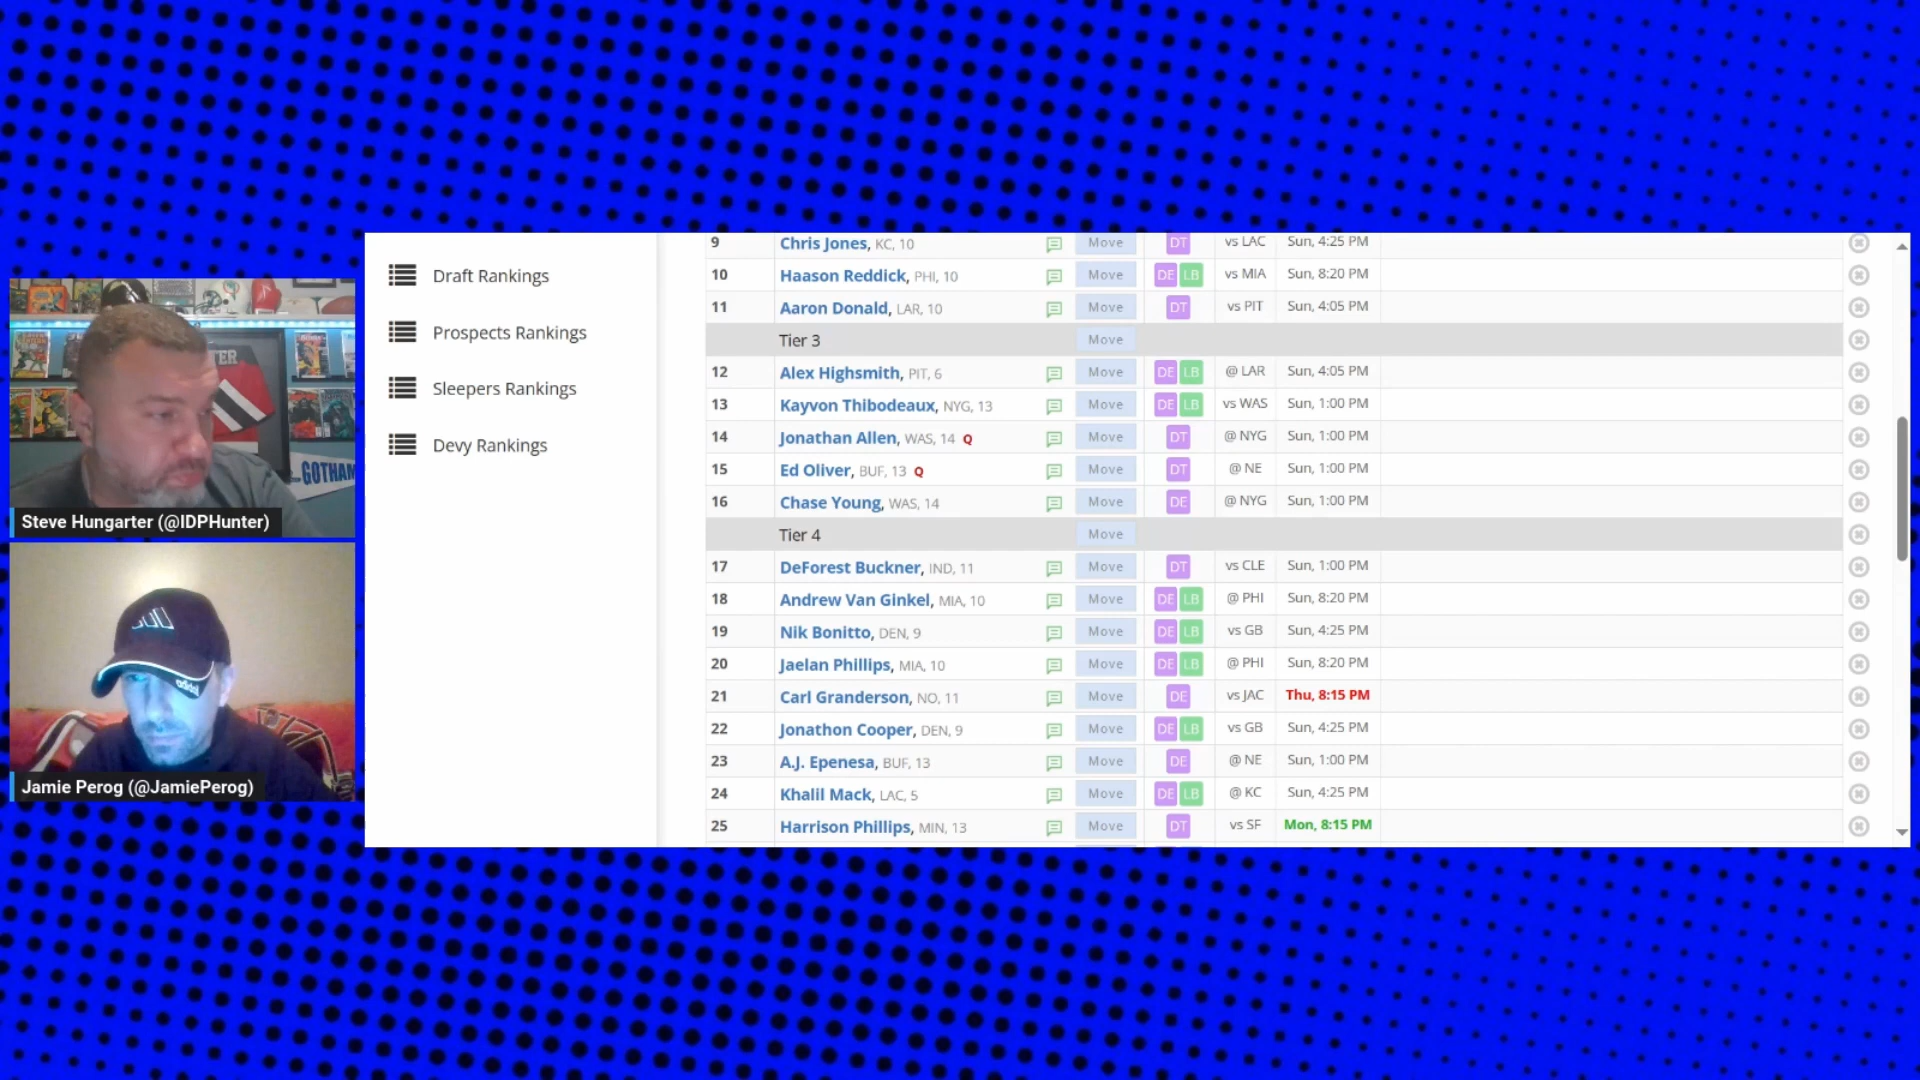 Draft Rankings
Prospects Rankings
Sleepers Rankings
Devy Rankings
9 Chris Jones, KC, 10 Move DT vs LAC Sun, 4:25 PM
10 Haason Reddick, PHI, 10 Move DE LB vs MIA Sun, 8:20 PM
11 Aaron Donald, LAR, 10 Move DT vs PIT Sun, 4:05 PM
Tier 3 Move
12 Alex Highsmith, PIT, 6 Move DE LB @ LAR Sun, 4:05 PM
13 Kayvon Thibodeaux, NYG, 13 Move DE LB vs WAS Sun, 1:00 PM
14 Jonathan Allen, WAS, 14 Q Move DT @ NYG Sun, 1:00 PM
15 Ed Oliver, BUF, 13 Q Move DT @ NE Sun, 1:00 PM
16 Chase Young, WAS, 14 Move DE @ NYG Sun, 1:00 PM
Tier 4 Move
17 DeForest Buckner, IND, 11 Move DT vs CLE Sun, 1:00 PM
18 Andrew Van Ginkel, MIA, 10 Move DE LB @ PHI Sun, 8:20 PM
19 Nik Bonitto, DEN, 9 Move DE LB vs GB Sun, 4:25 PM
20 Jaelan Phillips, MIA, 10 Move DE LB @ PHI Sun, 8:20 PM
21 Carl Granderson, NO, 11 Move DE vs JAC Thu, 8:15 PM
22 Jonathon Cooper, DEN, 9 Move DE LB vs GB Sun, 4:25 PM
23 A.J. Epenesa, BUF, 13 Move DE @ NE Sun, 1:00 PM
24 Khalil Mack, LAC, 5 Move DE LB @ KC Sun, 4:25 PM
25 Harrison Phillips, MIN, 13 Move DT vs SF Mon, 8:15 PM
TER
GOTHAM
Steve Hungarter (@IDPHunter)
adidas
Jamie Perog (@JamiePerog)